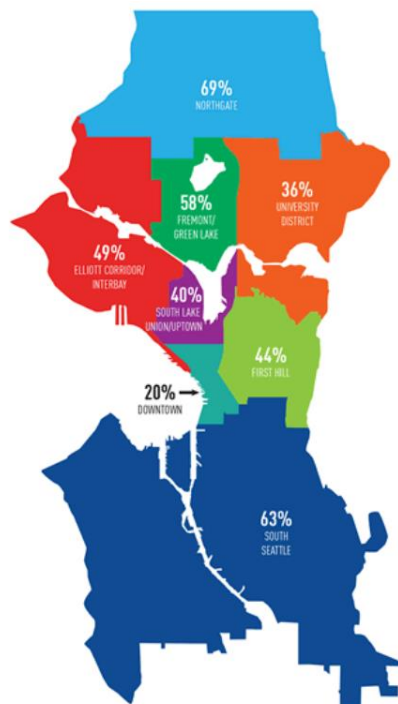 69%
NORTHGATE
58%
FREMONT/
GREEN LAKE
36%
UNIVERSITY
DISTRICT
49%
ELLIOTT CORRIDOR/
INTERBAY
40%
SOUTH LAKE
UNION/UPTOWN
44%
FIRST HILL
20%
DOWNTOWN
63%
SOUTH
SEATTLE